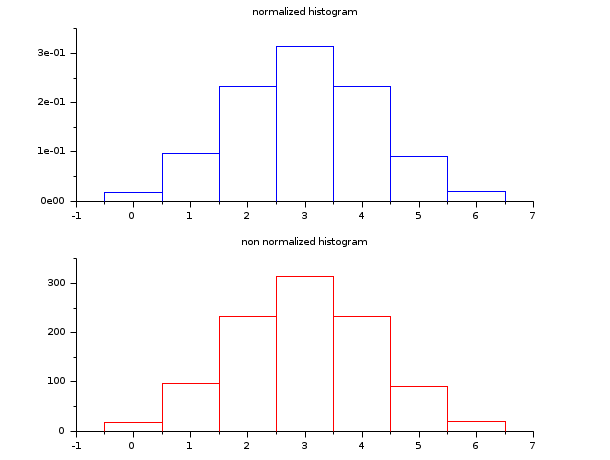 normalized histogram
3e-01
2e-01
1e-01
0e00
-1 0 1 2 3 4 5 6 7
non normalized histogram
300
200
100
0
-1 0 1 2 3 4 5 6 7